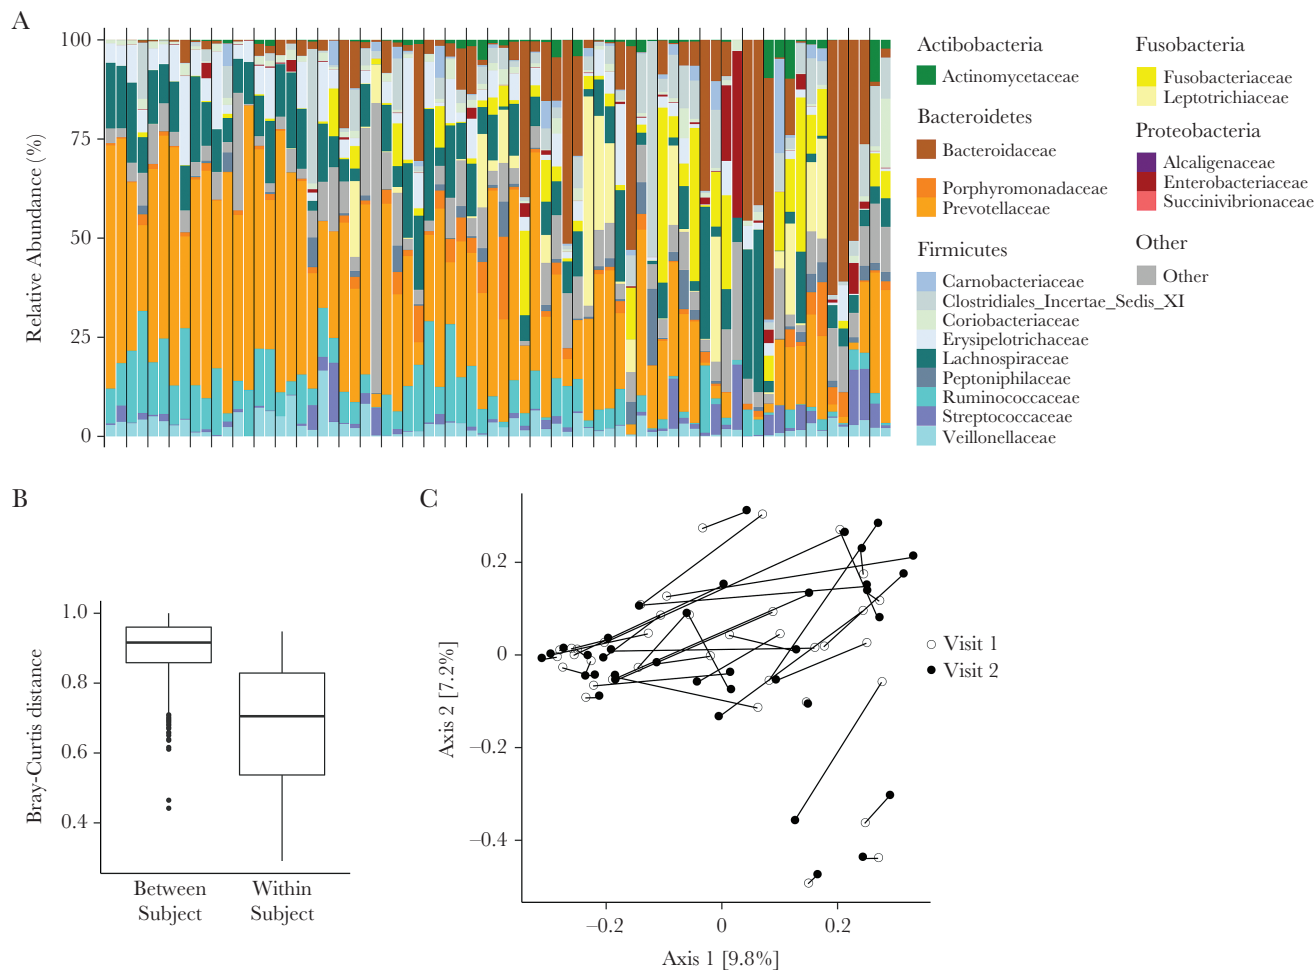 A
100
75
50
25
0
Relative Abundance (%)
Actibobacteria
Actinomycetaceae
Bacteroidetes
Bacteroidaceae
Porphyromonadaceae
Prevotellaceae
Firmicutes
Carnobacteriaceae
Clostridiales_Incertae_Sedis_XI
Coriobacteriaceae
Erysipelotrichaceae
Lachnospiraceae
Peptoniphilaceae
Ruminococcaceae
Streptococcaceae
Veillonellaceae
Fusobacteria
Fusobacteriaceae
Leptotrichiaceae
Proteobacteria
Alcaligenaceae
Enterobacteriaceae
Succinivibrionaceae
Other
Other
B
1.0
0.8
0.6
0.4
Bray-Curtis distance
Between
Subject
Within
Subject
C
0.2
0
−0.2
−0.4
Axis 2 [7.2%]
−0.2
0
0.2
Axis 1 [9.8%]
Visit 1
Visit 2